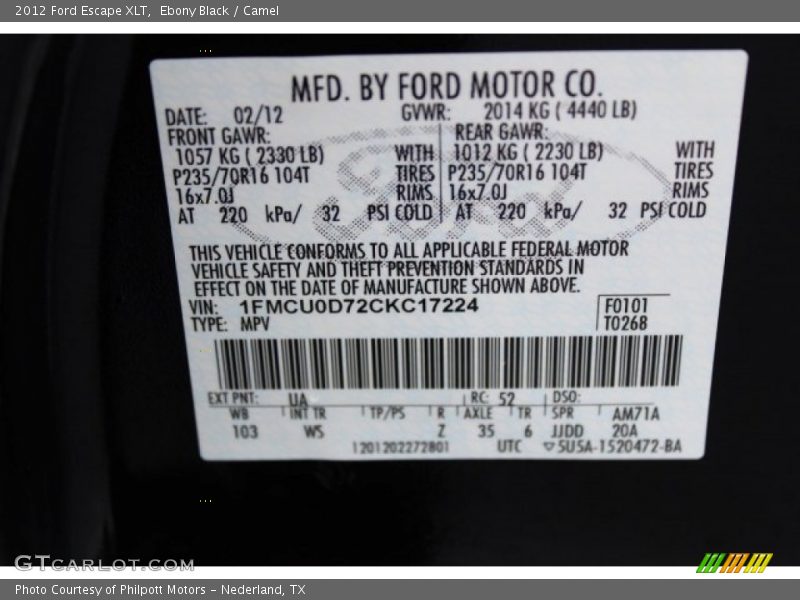 2012 Ford Escape XLT, Ebony Black / Camel
MFD. BY FORD MOTOR CO.
DATE: 02/12 GVWR: 2014 KG ( 4440 LB)
FRONT GAWR: REAR GAWR:
1057 KG ( 2330 LB) WITH 1012 KG ( 2230 LB) WITH
P235/70R16 104T TIRES P235/70R16 104T TIRES
16x7.0J RIMS 16x7.0J RIMS
AT 220 kPa/ 32 PSI COLD AT 220 kPa/ 32 PSI COLD
Ford
THIS VEHICLE CONFORMS TO ALL APPLICABLE FEDERAL MOTOR
VEHICLE SAFETY AND THEFT PREVENTION STANDARDS IN
EFFECT ON THE DATE OF MANUFACTURE SHOWN ABOVE.
VIN: 1FMCU0D72CKC17224 F0101
TYPE: MPV T0268
EXT PNT: UA RC: 52 DSO:
WB INT TR TP/PS R AXLE TR SPR AM71A
103 WS Z 35 6 JJDD 20A
1201202272801 UTC 5U5A-1520472-BA
GTCARLOT.COM
Photo Courtesy of Philpott Motors - Nederland, TX